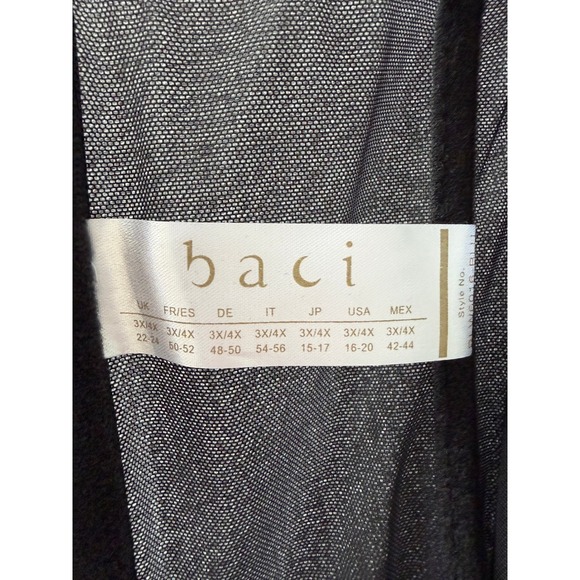 baci
UK FR/ES DE IT JP USA MEX
3X/4X 3X/4X 3X/4X 3X/4X 3X/4X 3X/4X 3X/4X
22-24 50-52 48-50 54-56 15-17 16-20 42-44
Style No.